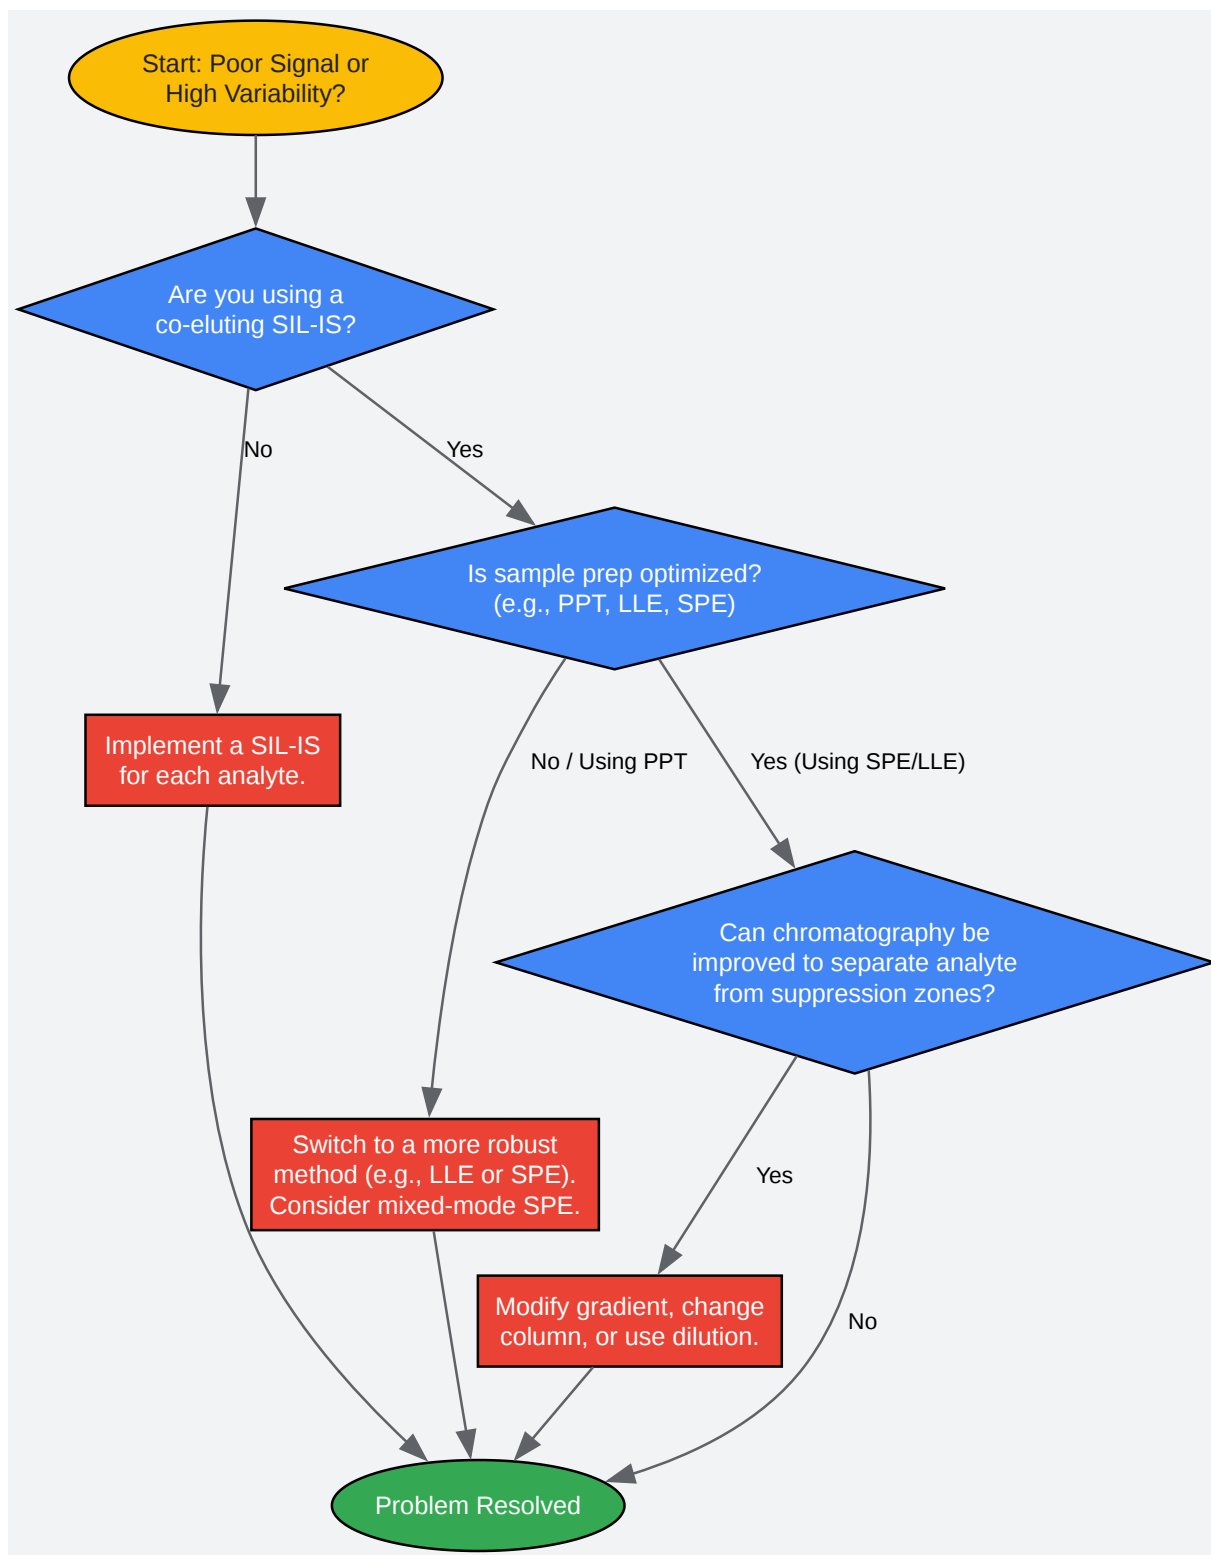 Start: Poor Signal or
High Variability?
Are you using a
co-eluting SIL-IS?
No
Yes
Is sample prep optimized?
(e.g., PPT, LLE, SPE)
Implement a SIL-IS
for each analyte.
No / Using PPT
Yes (Using SPE/LLE)
Can chromatography be
improved to separate analyte
from suppression zones?
Switch to a more robust
method (e.g., LLE or SPE).
Consider mixed-mode SPE.
Yes
Modify gradient, change
column, or use dilution.
No
Problem Resolved